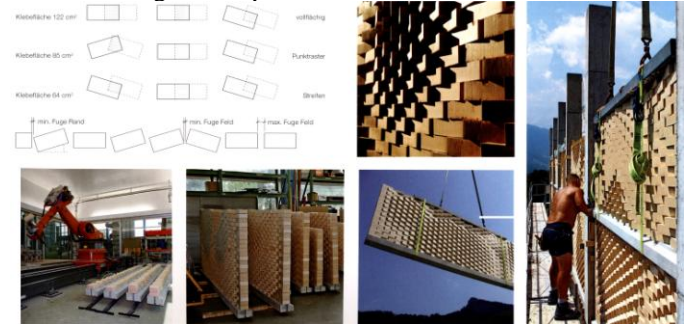 Klebefläche 122 cm²
vollflächig
Klebefläche 85 cm²
Punktraster
Klebefläche 64 cm²
Streifen
min. Fuge Rand
min. Fuge Feld
max. Fuge Feld